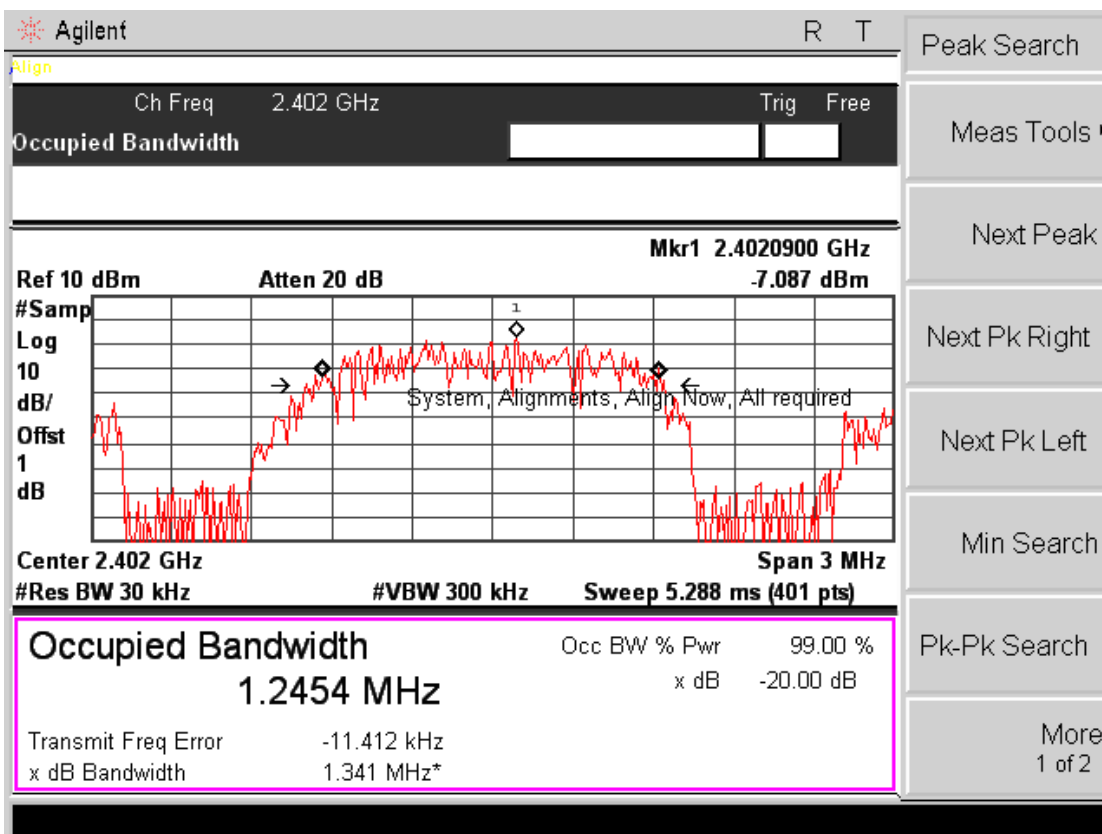 Agilent R T
Align
Ch Freq 2.402 GHz Trig Free
Occupied Bandwidth
Mkr1 2.4020900 GHz
Ref 10 dBm Atten 20 dB -7.087 dBm
#Samp
Log
10
dB/
Offst
1
dB
1
System, Alignments, Align Now, All required
Center 2.402 GHz Span 3 MHz
#Res BW 30 kHz #VBW 300 kHz Sweep 5.288 ms (401 pts)
Occupied Bandwidth
1.2454 MHz
Occ BW % Pwr 99.00 %
x dB -20.00 dB
Transmit Freq Error -11.412 kHz
x dB Bandwidth 1.341 MHz*
Peak Search
Meas Tools
Next Peak
Next Pk Right
Next Pk Left
Min Search
Pk-Pk Search
More
1 of 2